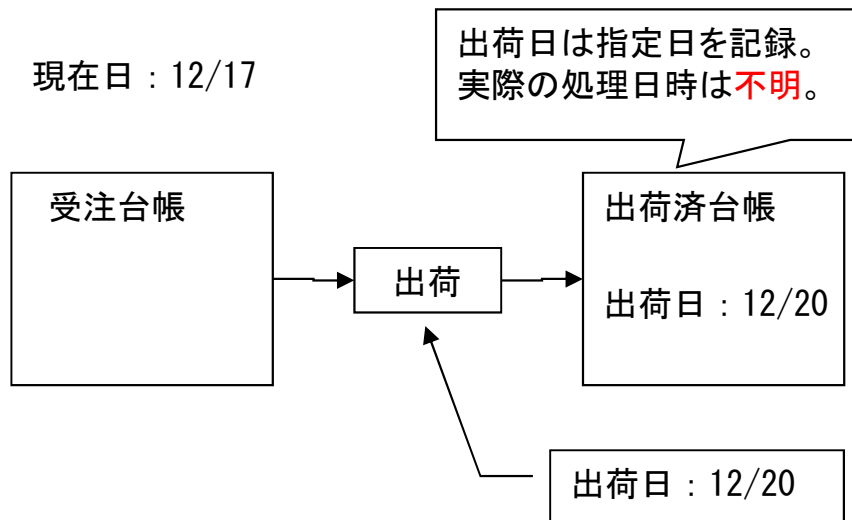 現在日：12/17
出荷日は指定日を記録。
実際の処理日時は不明。
受注台帳
出荷
出荷済台帳
出荷日：12/20
出荷日：12/20